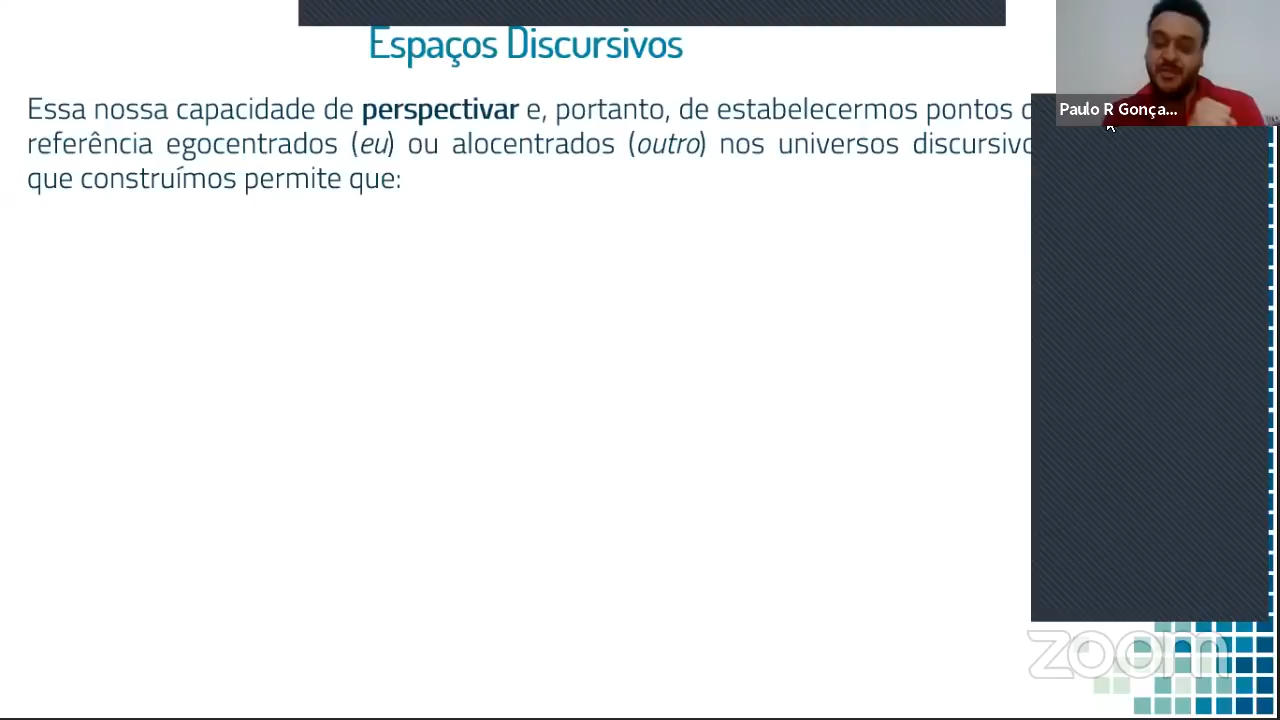 Espaços Discursivos
Essa nossa capacidade de perspectivar e, portanto, de estabelecermos pontos
referência egocentrados (eu) ou alocentrados (outro) nos universos
que construímos permite que:
Paulo R Gonça...
zoom